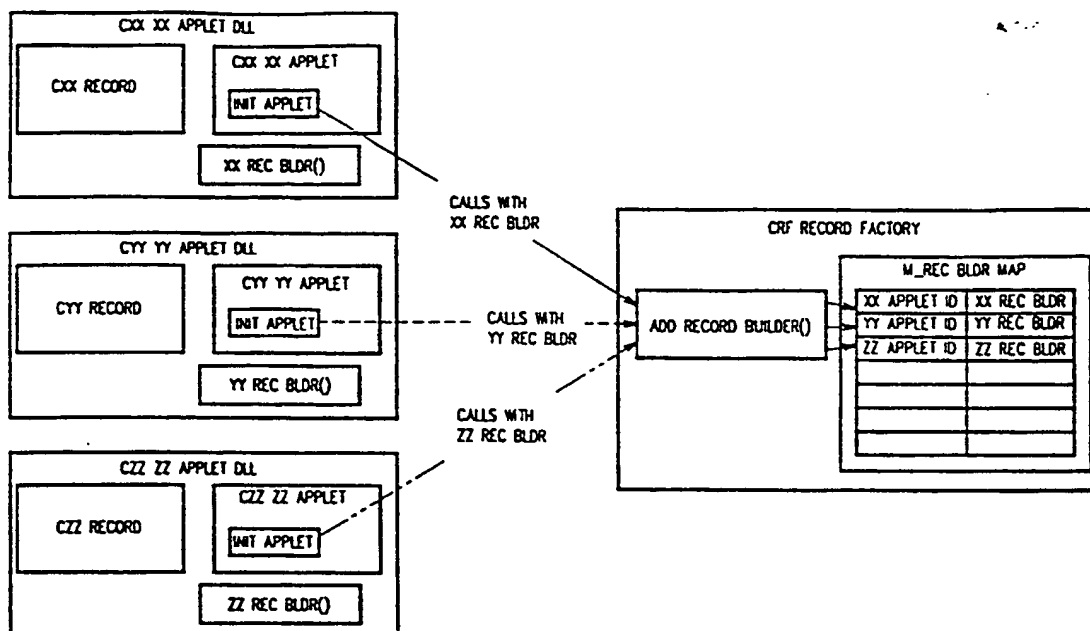 CXX XX APPLET DLL
CXX RECORD
CXX XX APPLET
INIT APPLET
XX REC BLDR()
CALLS WITH
XX REC BLDR
CYY YY APPLET DLL
CYY RECORD
CYY YY APPLET
INIT APPLET
YY REC BLDR()
CALLS WITH
YY REC BLDR
CZZ ZZ APPLET DLL
CZZ RECORD
CZZ ZZ APPLET
INIT APPLET
ZZ REC BLDR()
CALLS WITH
ZZ REC BLDR
CRF RECORD FACTORY
ADD RECORD BUILDER()
M_REC BLDR MAP
XX APPLET ID XX REC BLDR
YY APPLET ID YY REC BLDR
ZZ APPLET ID ZZ REC BLDR